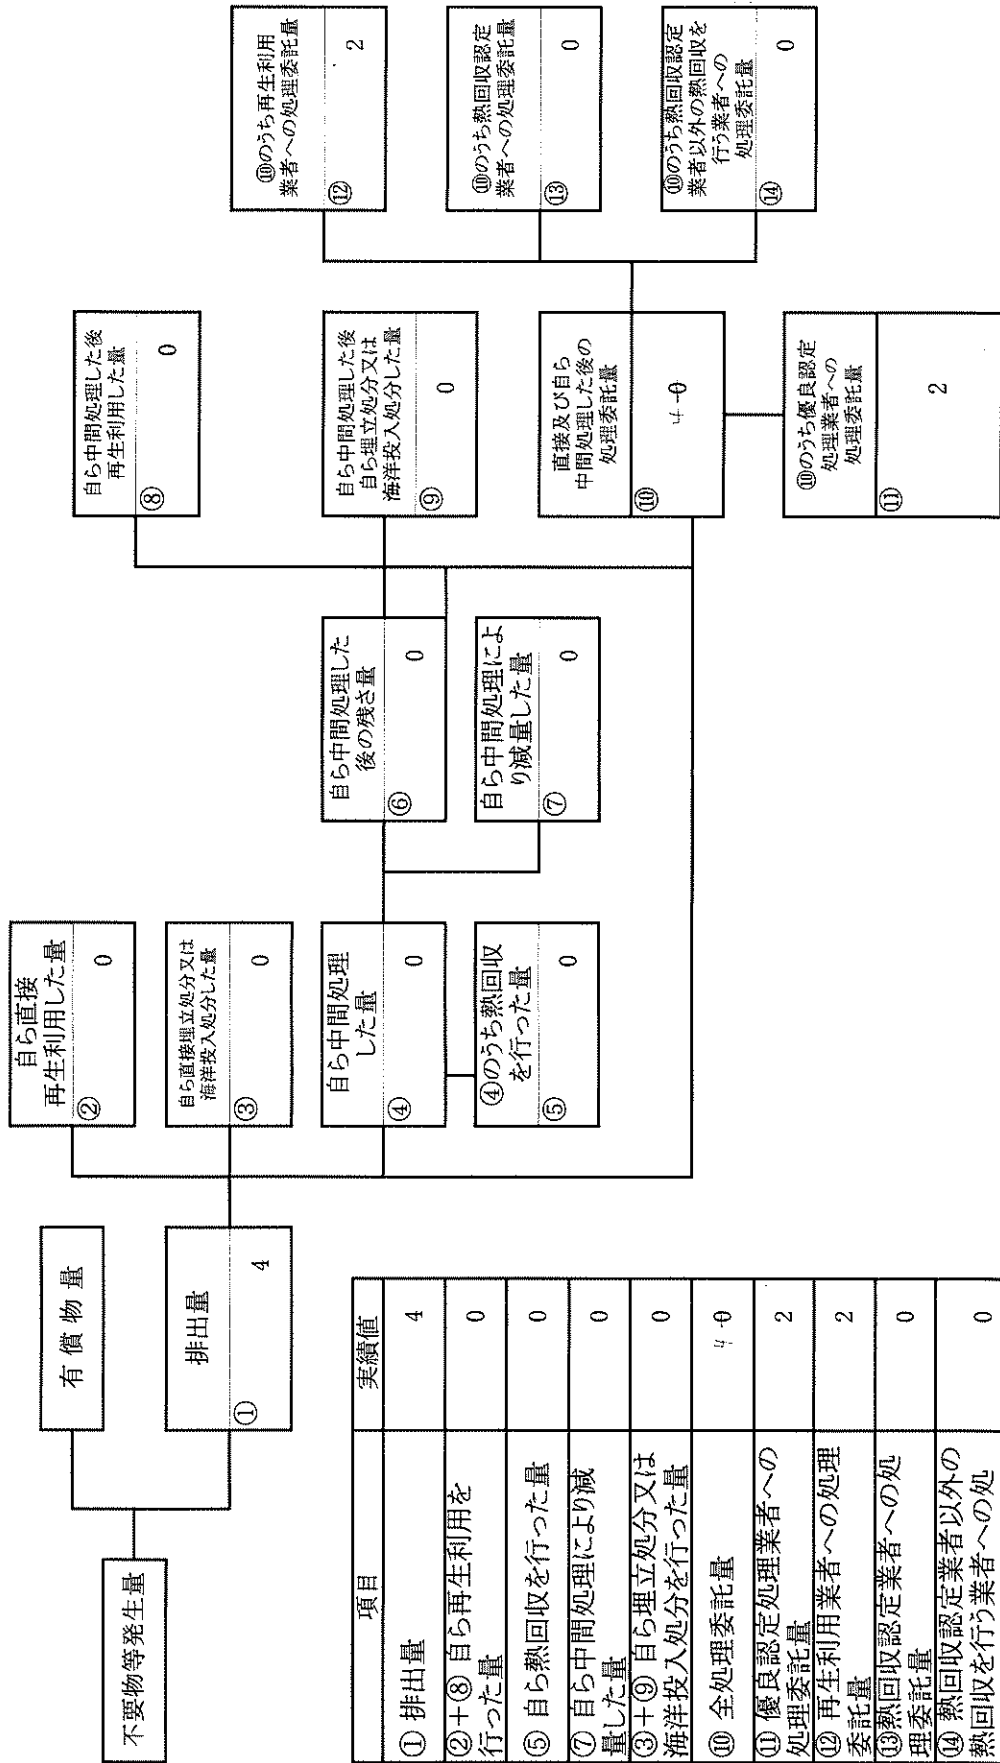 不要物等発生量
有償物量
排出量
① 4
自ら直接
再生利用した量
② 0
自ら直接埋立処分又は
海洋投入処分した量
③ 0
自ら中間処理
した量
④ 0
④のうち熱回収
を行った量
⑤ 0
自ら中間処理した
後の残さ量
⑥ 0
自ら中間処理によ
り減量した量
⑦ 0
自ら中間処理した後
再生利用した量
⑧ 0
自ら中間処理した後
自ら埋立処分又は
海洋投入処分した量
⑨ 0
直接及び自ら
中間処理した後の
処理委託量
⑩ 4 0
⑩のうち優良認定
処理業者への
処理委託量
⑪ 2
⑩のうち再生利用
業者への処理委託量
⑫ 2
⑩のうち熱回収認定
業者への処理委託量
⑬ 0
⑩のうち熱回収認定
業者以外の熱回収を
行う業者への
処理委託量
⑭ 0
項目 実績値
① 排出量 4
②+⑧ 自ら再生利用を
行った量 0
⑤ 自ら熱回収を行った量 0
⑦ 自ら中間処理により減
量した量 0
③+⑨ 自ら埋立処分又は
海洋投入処分を行った量 0
⑩ 全処理委託量 4 0
⑪ 優良認定処理業者への
処理委託量 2
⑫ 再生利用業者への処理
委託量 2
⑬熱回収認定業者への処
理委託量 0
⑭ 熱回収認定業者以外の
熱回収を行う業者への処 0